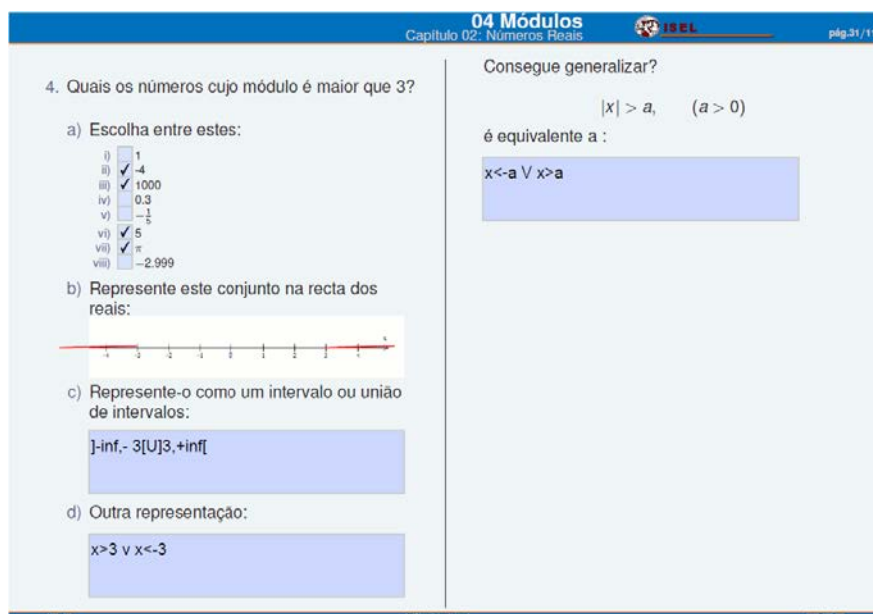 04 Módulos
Capítulo 02: Números Reais
ISEL
pág.31/11
4. Quais os números cujo módulo é maior que 3?
a) Escolha entre estes:
i) 1
ii) ✓ -4
iii) ✓ 1000
iv) 0.3
v) -1/5
vi) ✓ 5
vii) ✓ π
viii) −2.999
b) Represente este conjunto na recta dos
reais:
c) Represente-o como um intervalo ou união
de intervalos:
]-inf,- 3[U]3,+inf[
d) Outra representação:
x>3 v x<-3
Consegue generalizar?
|x| > a, (a > 0)
é equivalente a :
x<-a V x>a